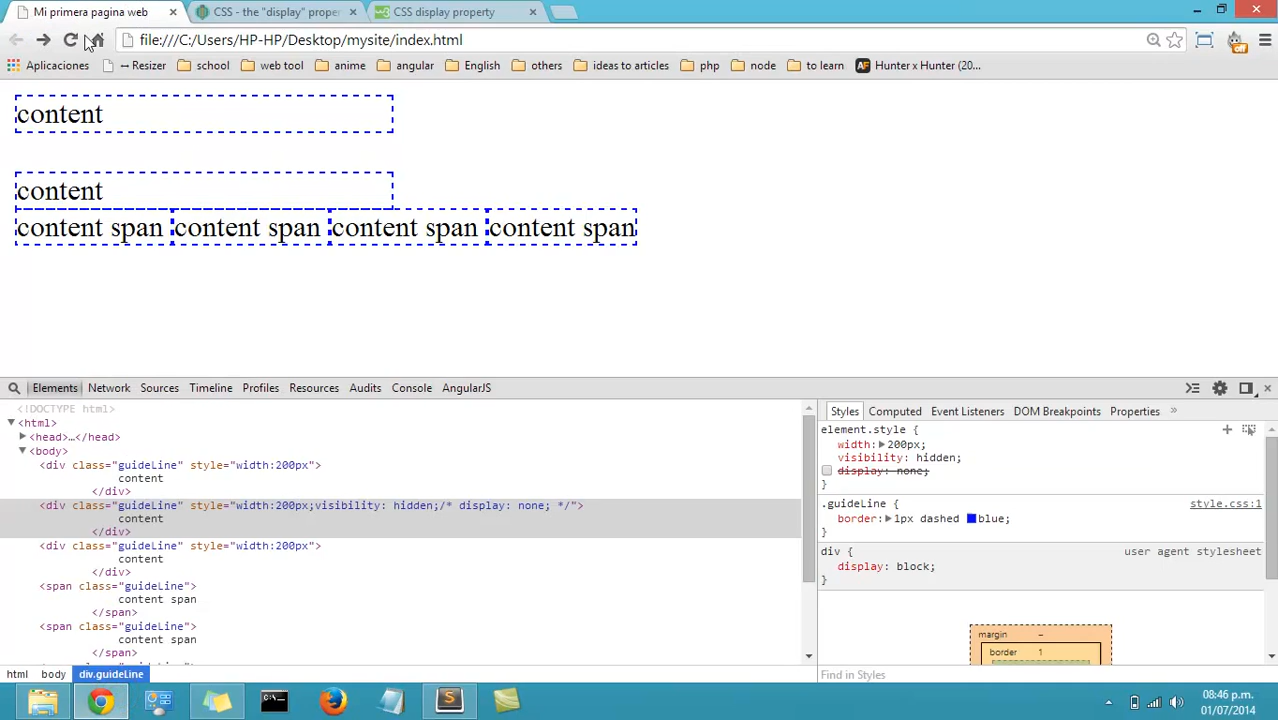 Mi primera pagina web
CSS - the "display" proper
CSS display property
file:///C:/Users/HP-HP/Desktop/mysite/index.html
off
Aplicaciones
↔ Resizer
school
web tool
anime
angular
English
others
ideas to articles
php
node
to learn
AF Hunter x Hunter (20...
content
content
content span content span content span content span
Elements Network Sources Timeline Profiles Resources Audits Console AngularJS
<!DOCTYPE html>
<html>
<head>…</head>
<body>
<div class="guideLine" style="width:200px">
content
</div>
<div class="guideLine" style="width:200px;visibility: hidden;/* display: none; */">
content
</div>
<div class="guideLine" style="width:200px">
content
</div>
<span class="guideLine">
content span
</span>
<span class="guideLine">
content span
</span>
html body div.guideLine
Styles Computed Event Listeners DOM Breakpoints Properties »
element.style {
width: 200px;
visibility: hidden;
display: none;
}
.guideLine { style.css:1
border: 1px dashed blue;
}
div { user agent stylesheet
display: block;
}
margin –
border 1
Find in Styles
C:\
S
08:46 p.m.
01/07/2014